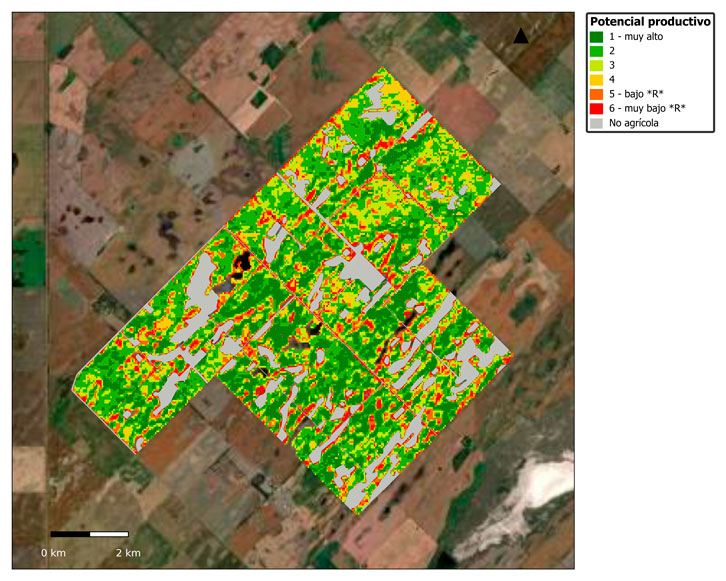 Potencial productivo
1 - muy alto
2
3
4
5 - bajo *R*
6 - muy bajo *R*
No agrícola
0 km 2 km